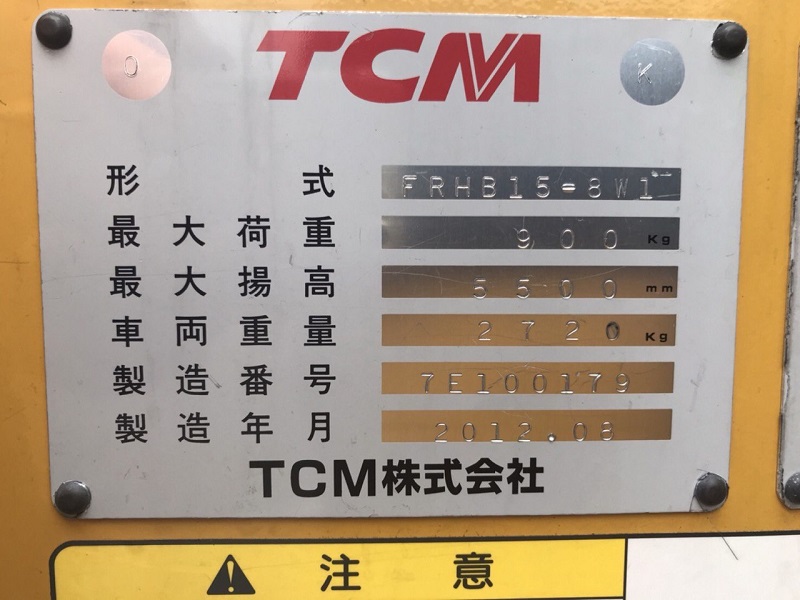 O TCM K
形式 FRHB15-8W1
最大荷重 900 Kg
最大揚高 5500 mm
車両重量 2720 Kg
製造番号 7E100179
製造年月 2012.08
TCM株式会社
注意